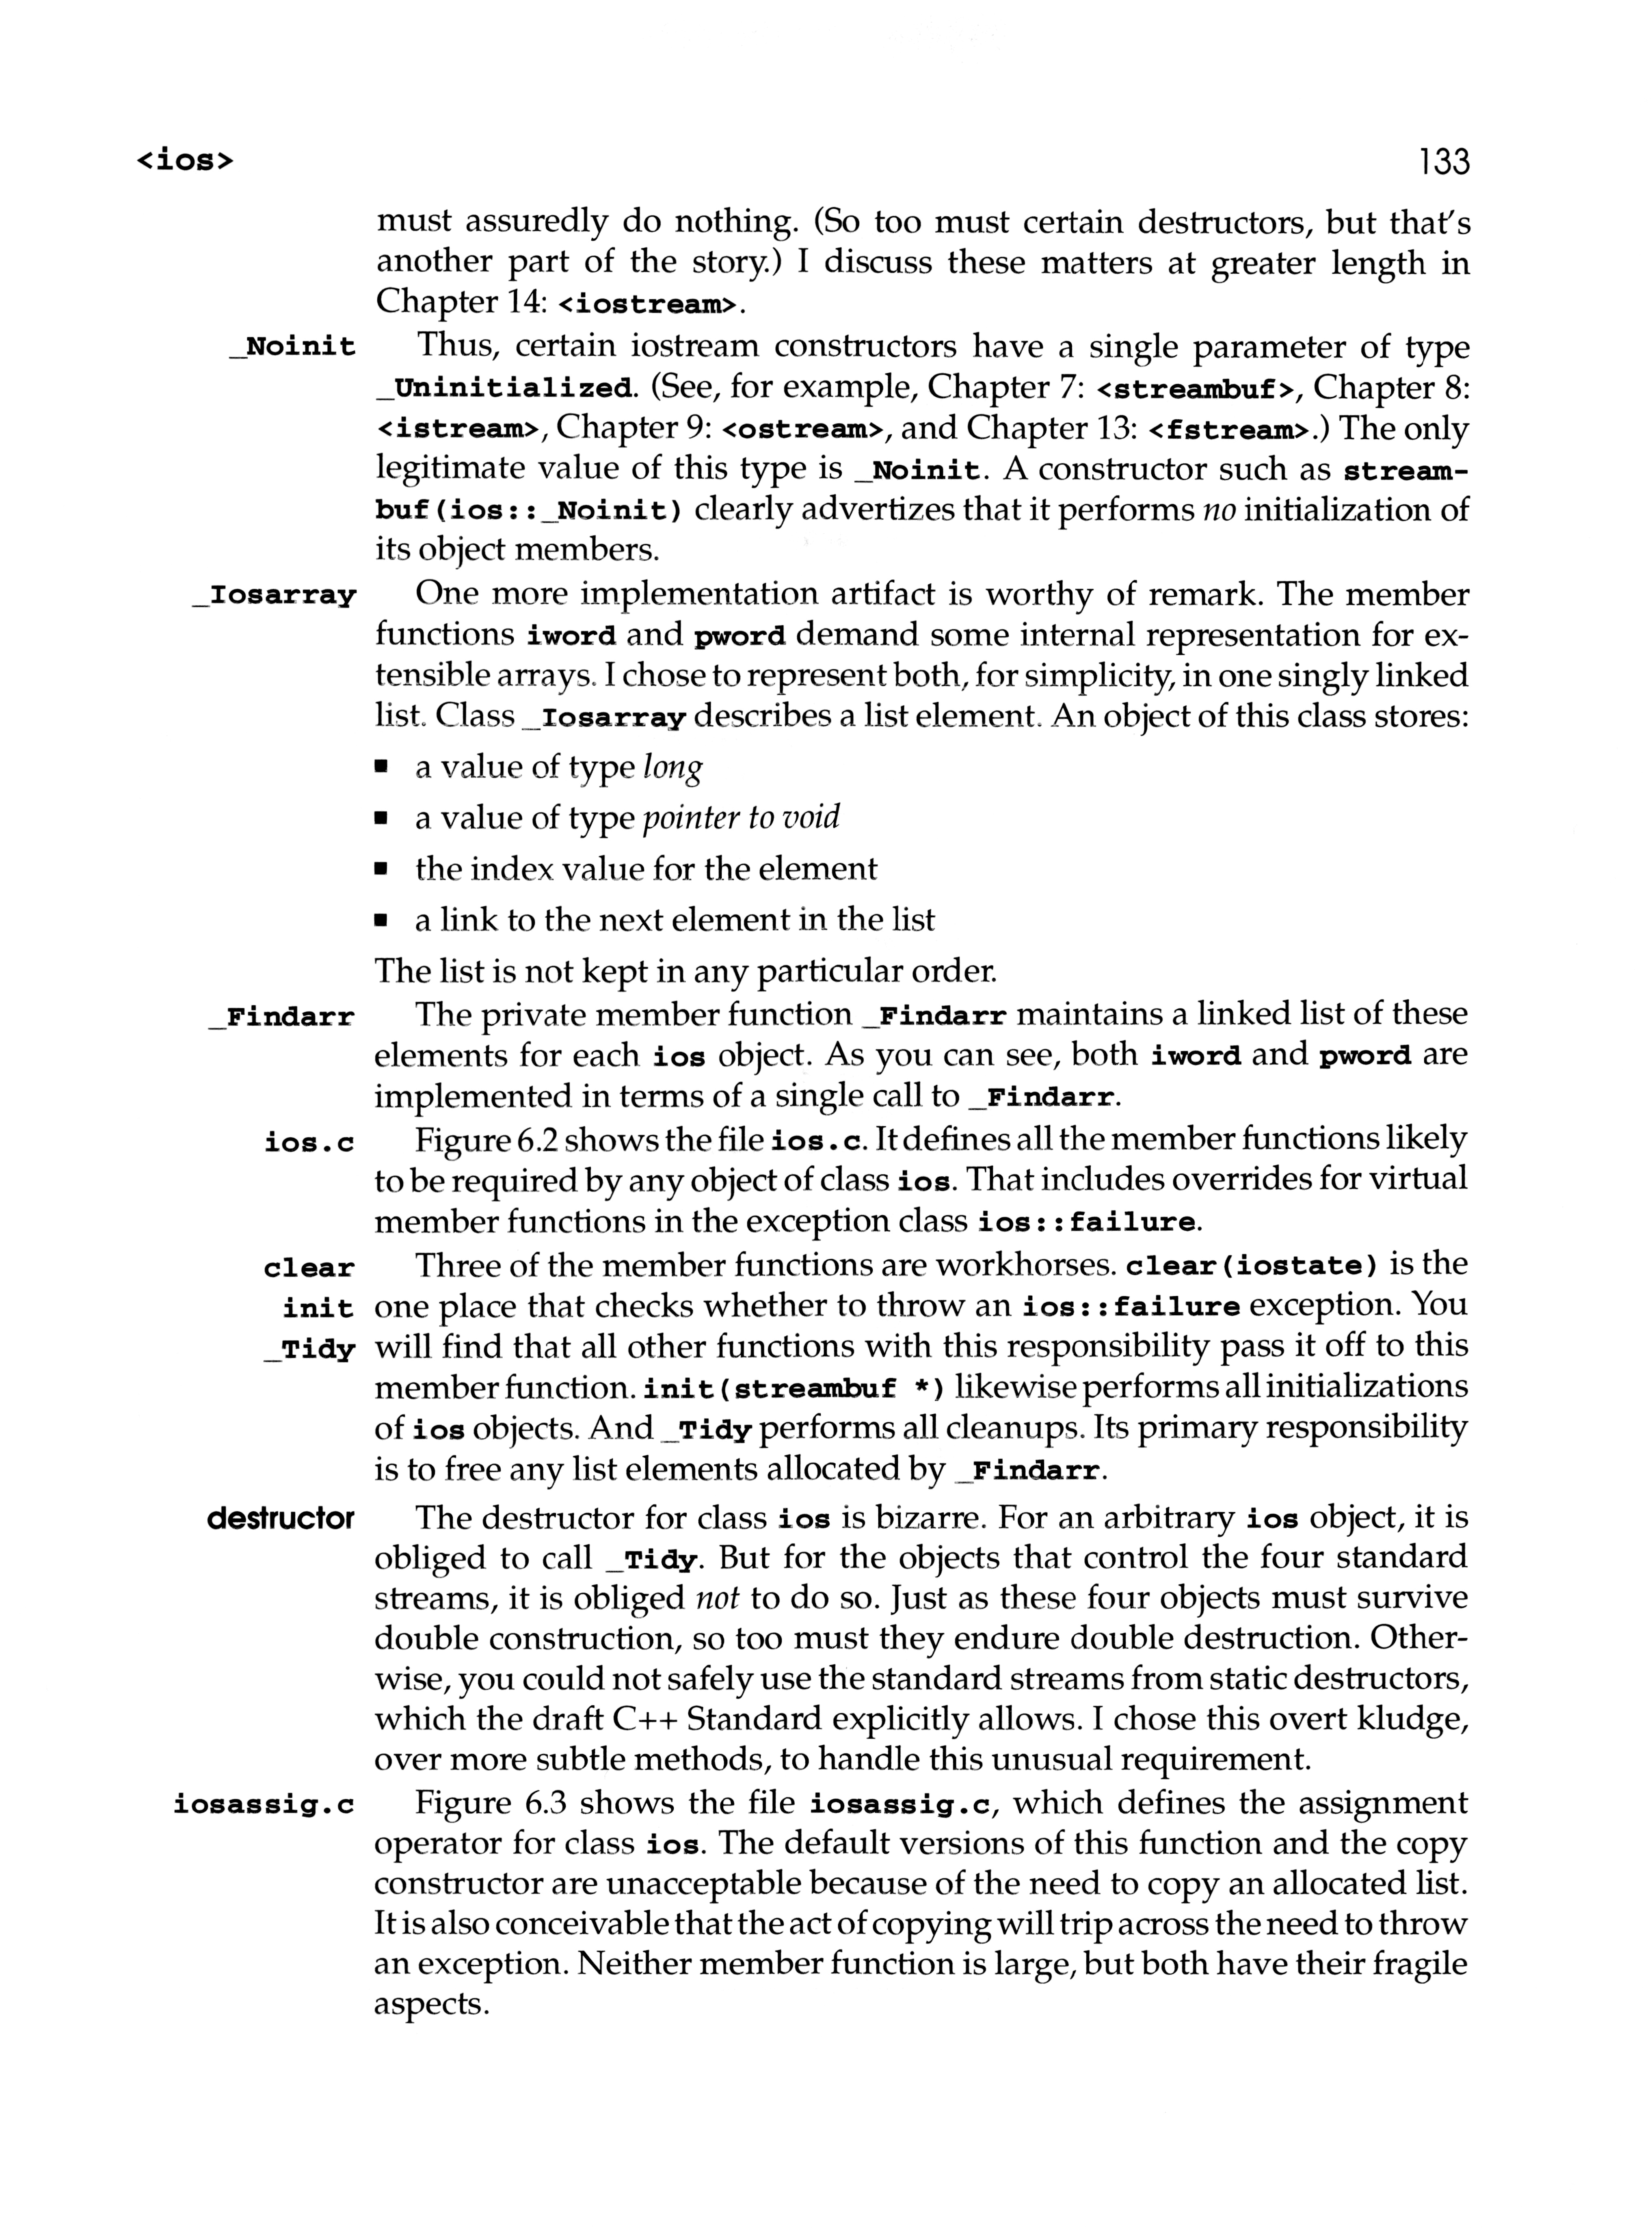 <ios> 133
must assuredly do nothing. (So too must certain destructors, but that's
another part of the story.) I discuss these matters at greater length in
Chapter 14: <iostream>.
_Noinit Thus, certain iostream constructors have a single parameter of type
_Uninitialized. (See, for example, Chapter 7: <streambuf>, Chapter 8:
<istream>, Chapter 9: <ostream>, and Chapter 13: <fstream>.) The only
legitimate value of this type is _Noinit. A constructor such as stream-
buf(ios::_Noinit) clearly advertizes that it performs no initialization of
its object members.
_Iosarray One more implementation artifact is worthy of remark. The member
functions iword and pword demand some internal representation for ex-
tensible arrays. I chose to represent both, for simplicity, in one singly linked
list. Class _Iosarray describes a list element. An object of this class stores:
▪ a value of type long
▪ a value of type pointer to void
▪ the index value for the element
▪ a link to the next element in the list
The list is not kept in any particular order.
_Findarr The private member function _Findarr maintains a linked list of these
elements for each ios object. As you can see, both iword and pword are
implemented in terms of a single call to _Findarr.
ios.c Figure 6.2 shows the file ios.c. It defines all the member functions likely
to be required by any object of class ios. That includes overrides for virtual
member functions in the exception class ios::failure.
clear Three of the member functions are workhorses. clear(iostate) is the
init one place that checks whether to throw an ios::failure exception. You
_Tidy will find that all other functions with this responsibility pass it off to this
member function. init(streambuf *) likewise performs all initializations
of ios objects. And _Tidy performs all cleanups. Its primary responsibility
is to free any list elements allocated by _Findarr.
destructor The destructor for class ios is bizarre. For an arbitrary ios object, it is
obliged to call _Tidy. But for the objects that control the four standard
streams, it is obliged not to do so. Just as these four objects must survive
double construction, so too must they endure double destruction. Other-
wise, you could not safely use the standard streams from static destructors,
which the draft C++ Standard explicitly allows. I chose this overt kludge,
over more subtle methods, to handle this unusual requirement.
iosassig.c Figure 6.3 shows the file iosassig.c, which defines the assignment
operator for class ios. The default versions of this function and the copy
constructor are unacceptable because of the need to copy an allocated list.
It is also conceivable that the act of copying will trip across the need to throw
an exception. Neither member function is large, but both have their fragile
aspects.